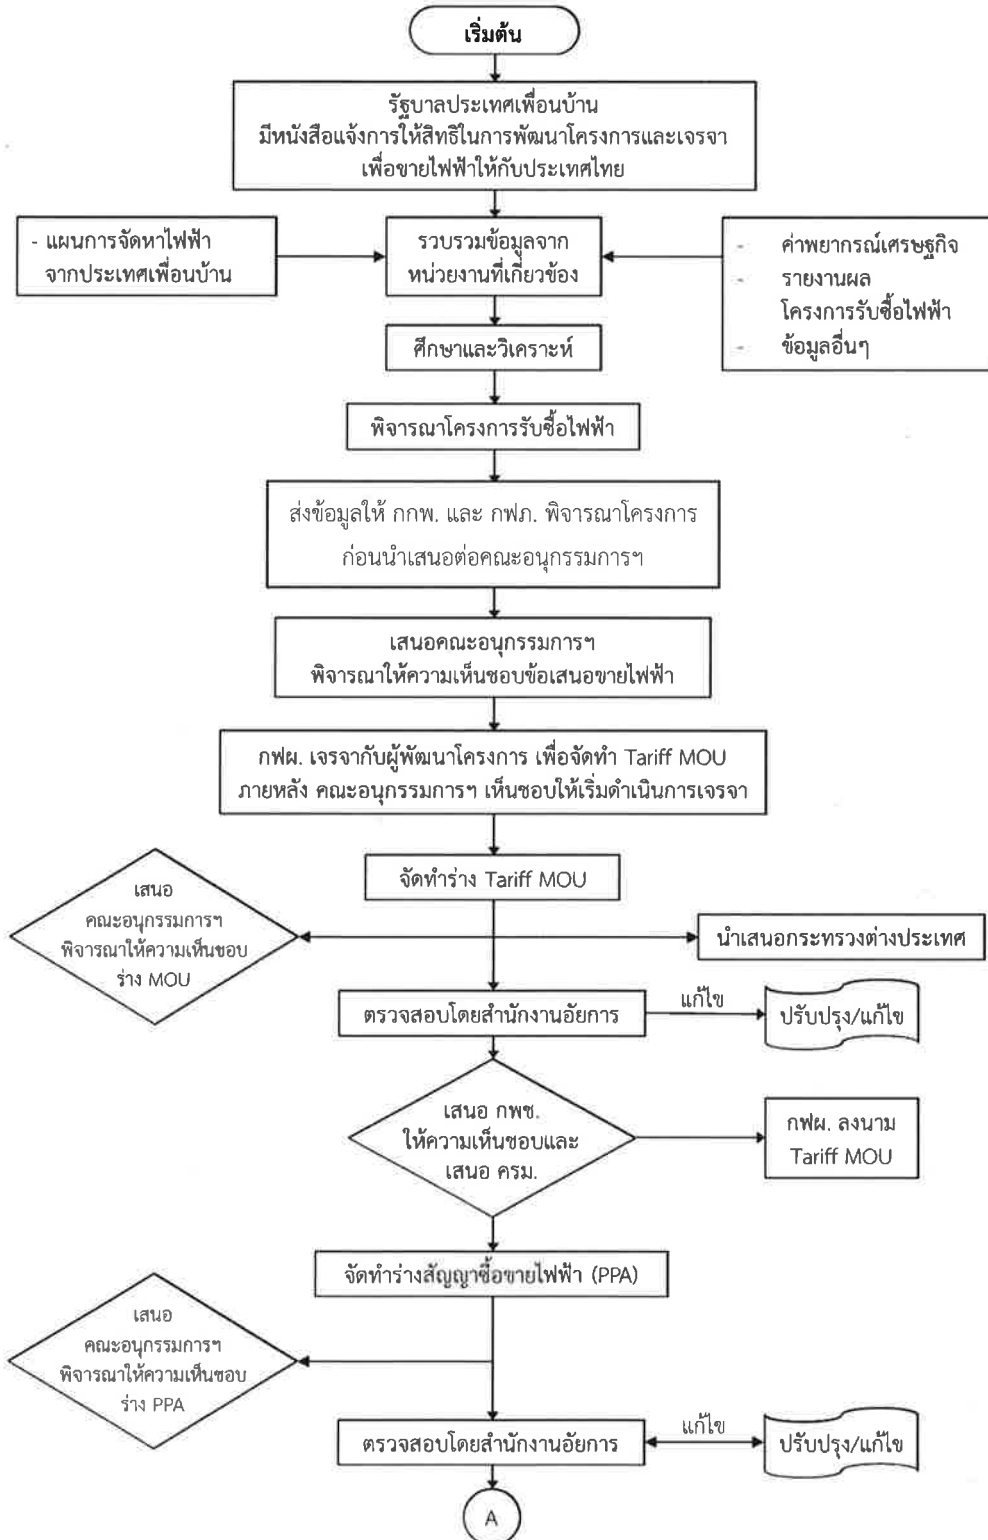 เริ่มต้น
รัฐบาลประเทศเพื่อนบ้าน
มีหนังสือแจ้งการให้สิทธิในการพัฒนาโครงการและเจรจา
เพื่อขายไฟฟ้าให้กับประเทศไทย
- แผนการจัดหาไฟฟ้า
จากประเทศเพื่อนบ้าน
รวบรวมข้อมูลจาก
หน่วยงานที่เกี่ยวข้อง
- ค่าพยากรณ์เศรษฐกิจ
- รายงานผล
โครงการรับซื้อไฟฟ้า
- ข้อมูลอื่นๆ
ศึกษาและวิเคราะห์
พิจารณาโครงการรับซื้อไฟฟ้า
ส่งข้อมูลให้ กกพ. และ กฟภ. พิจารณาโครงการ
ก่อนนำเสนอต่อคณะอนุกรรมการฯ
เสนอคณะอนุกรรมการฯ
พิจารณาให้ความเห็นชอบข้อเสนอขายไฟฟ้า
กฟผ. เจรจากับผู้พัฒนาโครงการ เพื่อจัดทำ Tariff MOU
ภายหลัง คณะอนุกรรมการฯ เห็นชอบให้เริ่มดำเนินการเจรจา
จัดทำร่าง Tariff MOU
เสนอ
คณะอนุกรรมการฯ
พิจารณาให้ความเห็นชอบ
ร่าง MOU
นำเสนอกระทรวงต่างประเทศ
ตรวจสอบโดยสำนักงานอัยการ
แก้ไข
ปรับปรุง/แก้ไข
เสนอ กพช.
ให้ความเห็นชอบและ
เสนอ ครม.
กฟผ. ลงนาม
Tariff MOU
จัดทำร่างสัญญาซื้อขายไฟฟ้า (PPA)
เสนอ
คณะอนุกรรมการฯ
พิจารณาให้ความเห็นชอบ
ร่าง PPA
ตรวจสอบโดยสำนักงานอัยการ
แก้ไข
ปรับปรุง/แก้ไข
A